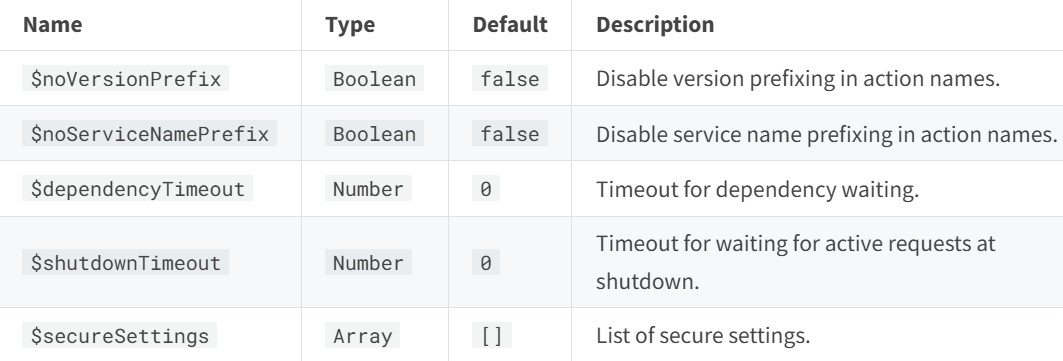 Name Type Default Description
$noVersionPrefix Boolean false Disable version prefixing in action names.
$noServiceNamePrefix Boolean false Disable service name prefixing in action names.
$dependencyTimeout Number 0 Timeout for dependency waiting.
$shutdownTimeout Number 0 Timeout for waiting for active requests at
shutdown.
$secureSettings Array [] List of secure settings.